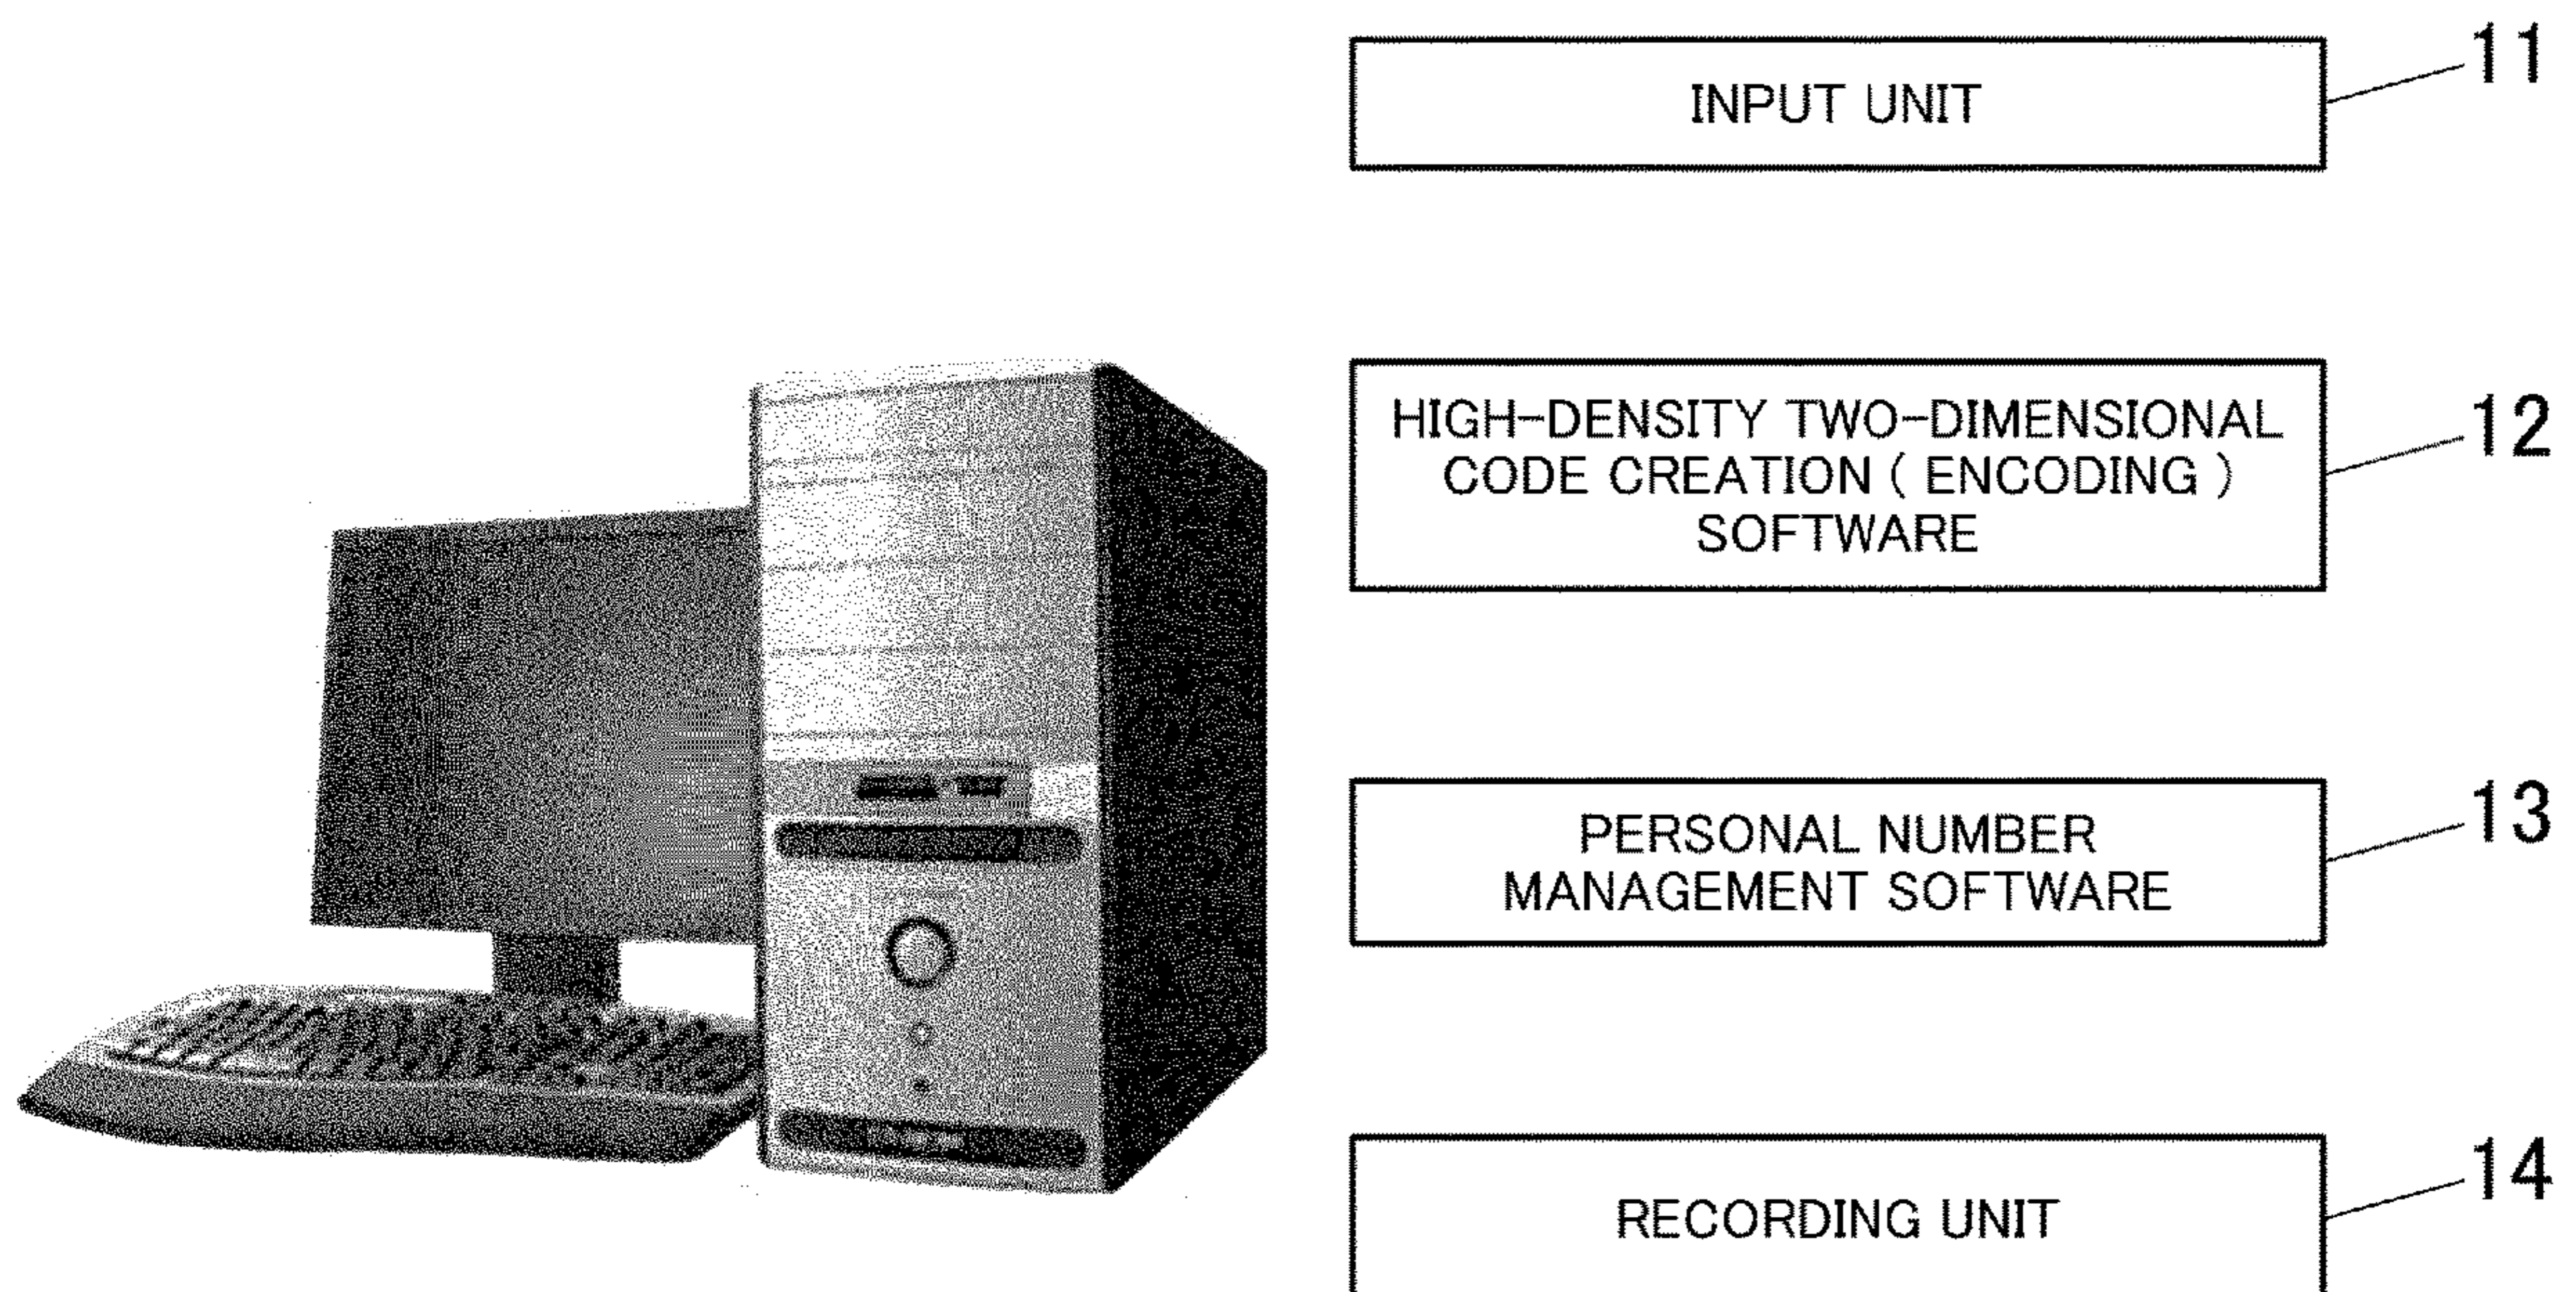 INPUT UNIT
11
HIGH-DENSITY TWO-DIMENSIONAL
CODE CREATION ( ENCODING )
SOFTWARE
12
PERSONAL NUMBER
MANAGEMENT SOFTWARE
13
RECORDING UNIT
14